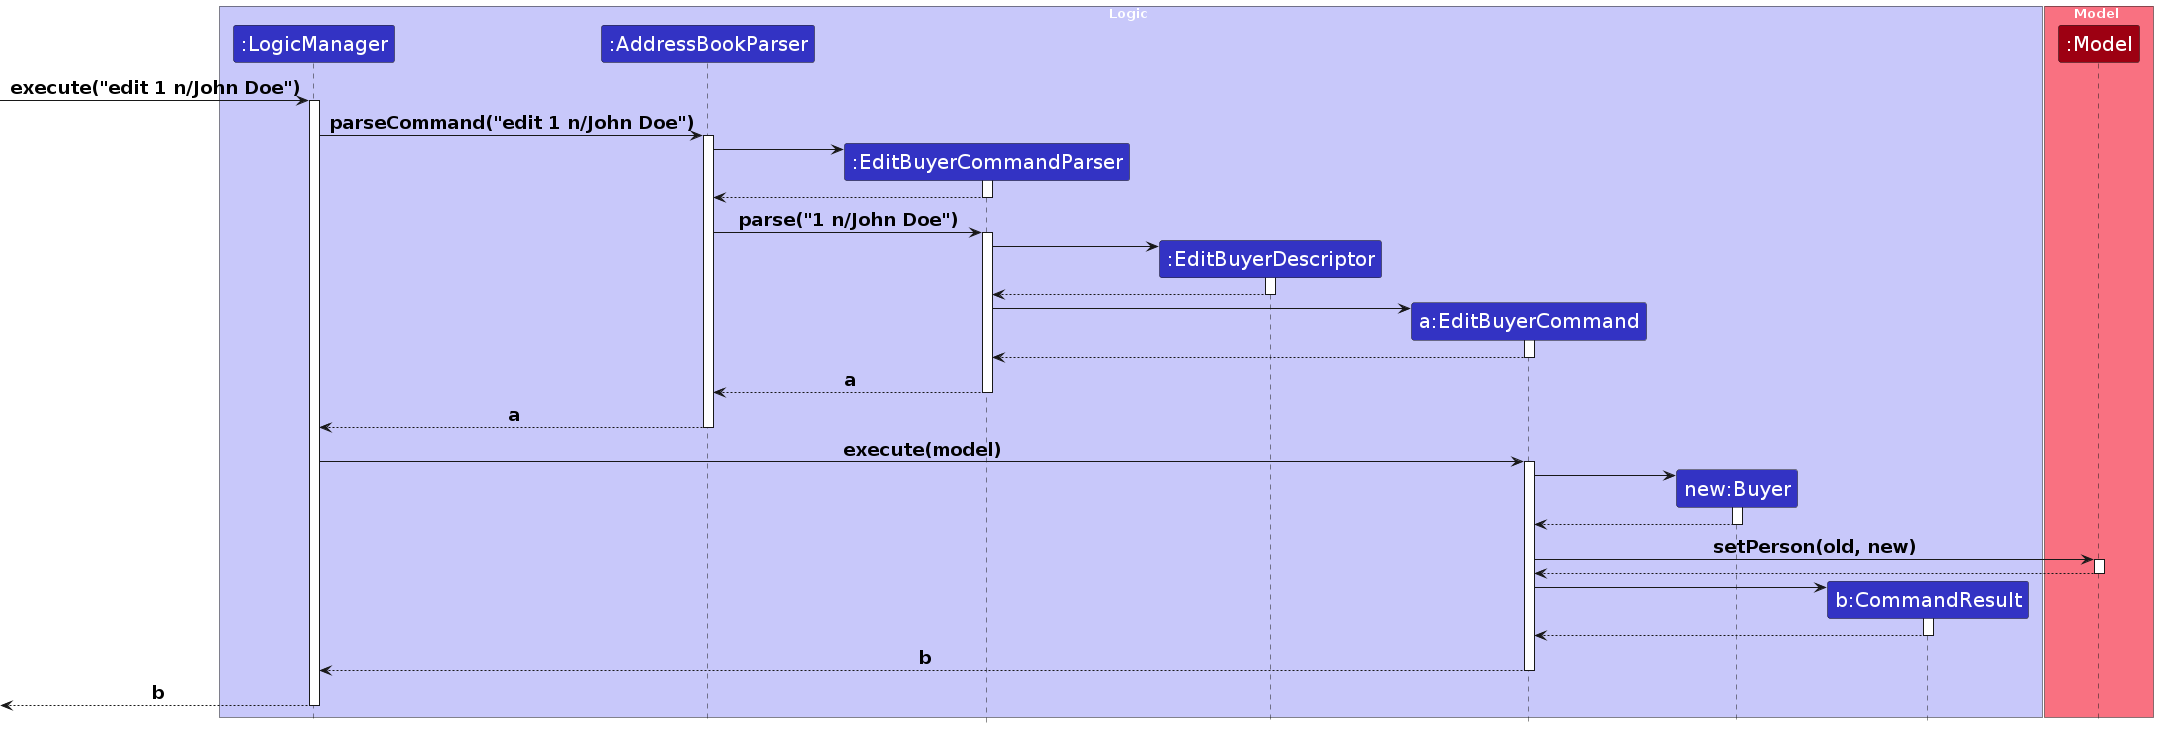 Logic
Model
:LogicManager
:AddressBookParser
:Model
execute("edit 1 n/John Doe")
parseCommand("edit 1 n/John Doe")
:EditBuyerCommandParser
parse("1 n/John Doe")
:EditBuyerDescriptor
a:EditBuyerCommand
a
a
execute(model)
new:Buyer
setPerson(old, new)
b:CommandResult
b
b